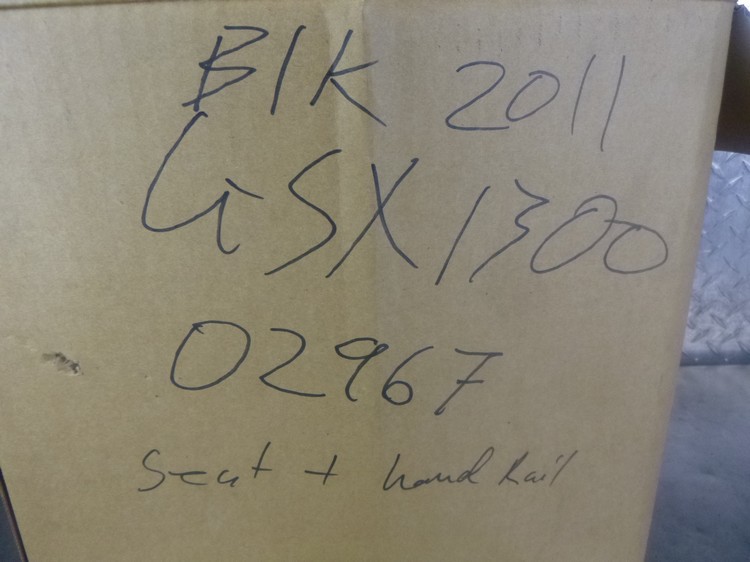 Blk 2011
GSX1300
02967
Seat + hand Rail